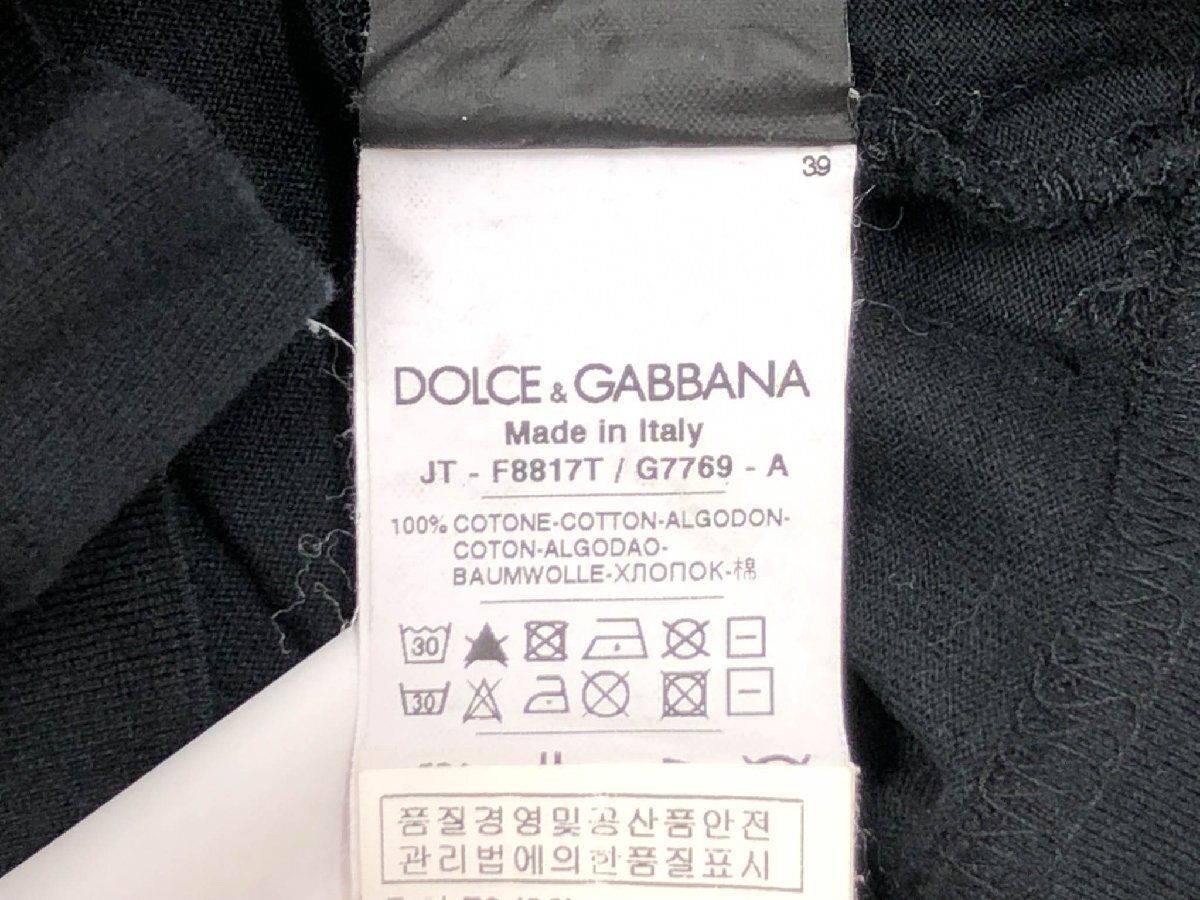 39
DOLCE & GABBANA
Made in Italy
JT - F8817T / G7769 - A
100% COTONE-COTTON-ALGODON-
COTON-ALGODAO-
BAUMWOLLE-ХЛОПОК-棉
30
30
품질경영및공산품안전
관리법에의한품질표시